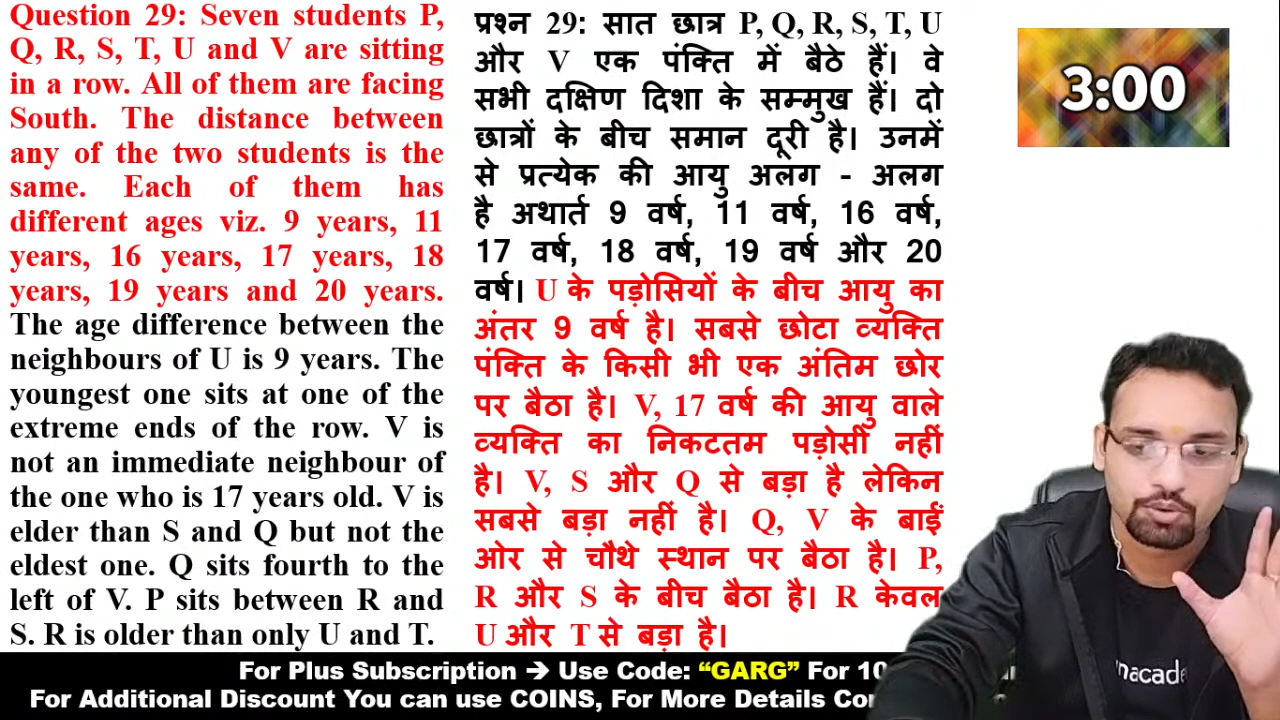 Question 29: Seven students P,
Q, R, S, T, U and V are sitting
in a row. All of them are facing
South. The distance between
any of the two students is the
same. Each of them has
different ages viz. 9 years, 11
years, 16 years, 17 years, 18
years, 19 years and 20 years.
The age difference between the
neighbours of U is 9 years. The
youngest one sits at one of the
extreme ends of the row. V is
not an immediate neighbour of
the one who is 17 years old. V is
elder than S and Q but not the
eldest one. Q sits fourth to the
left of V. P sits between R and
S. R is older than only U and T.
प्रश्न 29: सात छात्र P, Q, R, S, T, U
और V एक पंक्ति में बैठे हैं। वे
सभी दक्षिण दिशा के सम्मुख हैं। दो
छात्रों के बीच समान दूरी है। उनमें
से प्रत्येक की आयु अलग - अलग
है अथार्त 9 वर्ष, 11 वर्ष, 16 वर्ष,
17 वर्ष, 18 वर्ष, 19 वर्ष और 20
वर्ष। U के पड़ोसियों के बीच आयु का
अंतर 9 वर्ष है। सबसे छोटा व्यक्ति
पंक्ति के किसी भी एक अंतिम छोर
पर बैठा है। V, 17 वर्ष की आयु वाले
व्यक्ति का निकटतम पड़ोसी नहीं
है। V, S और Q से बड़ा है लेकिन
सबसे बड़ा नहीं है। Q, V के बाईं
ओर से चौथे स्थान पर बैठा है। P,
R और S के बीच बैठा है। R केवल
U और T से बड़ा है।
3:00
For Plus Subscription → Use Code: “GARG” For 10
For Additional Discount You can use COINS, For More Details